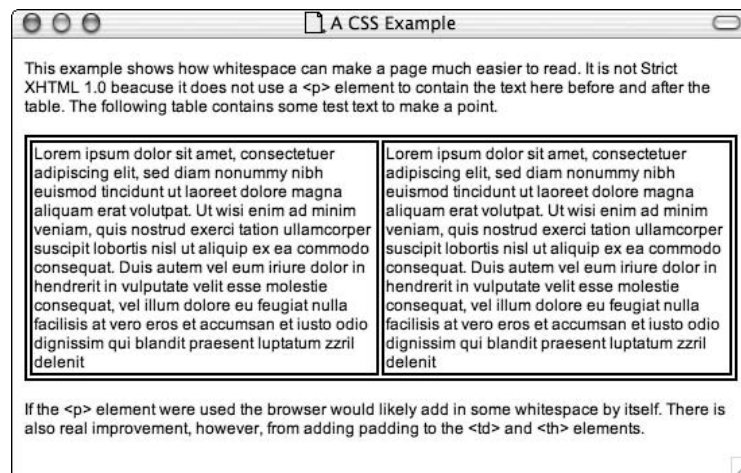 A CSS Example
This example shows how whitespace can make a page much easier to read. It is not Strict
XHTML 1.0 beacuse it does not use a <p> element to contain the text here before and after the
table. The following table contains some test text to make a point.
Lorem ipsum dolor sit amet, consectetuer
adipiscing elit, sed diam nonummy nibh
euismod tincidunt ut laoreet dolore magna
aliquam erat volutpat. Ut wisi enim ad minim
veniam, quis nostrud exerci tation ullamcorper
suscipit lobortis nisl ut aliquip ex ea commodo
consequat. Duis autem vel eum iriure dolor in
hendrerit in vulputate velit esse molestie
consequat, vel illum dolore eu feugiat nulla
facilisis at vero eros et accumsan et iusto odio
dignissim qui blandit praesent luptatum zzril
delenit
Lorem ipsum dolor sit amet, consectetuer
adipiscing elit, sed diam nonummy nibh
euismod tincidunt ut laoreet dolore magna
aliquam erat volutpat. Ut wisi enim ad minim
veniam, quis nostrud exerci tation ullamcorper
suscipit lobortis nisl ut aliquip ex ea commodo
consequat. Duis autem vel eum iriure dolor in
hendrerit in vulputate velit esse molestie
consequat, vel illum dolore eu feugiat nulla
facilisis at vero eros et accumsan et iusto odio
dignissim qui blandit praesent luptatum zzril
delenit
If the <p> element were used the browser would likely add in some whitespace by itself. There is
also real improvement, however, from adding padding to the <td> and <th> elements.